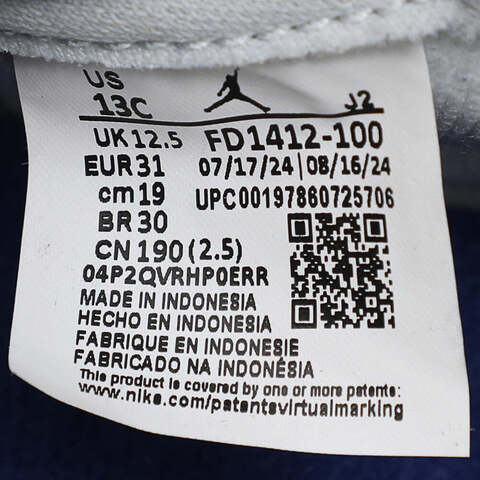 US
13C
J2
UK 12.5 FD1412-100
EUR 31 07/17/24 | 08/16/24
cm 19 UPC00197860725706
BR 30
CN 190 (2.5)
04P2QVRHP0ERR
MADE IN INDONESIA
HECHO EN INDONESIA
FABRIQUE EN INDONESIE
FABRICADO NA INDONÉSIA
This product is covered by one or more patents:
www.nike.com/patentsvirtualmarking